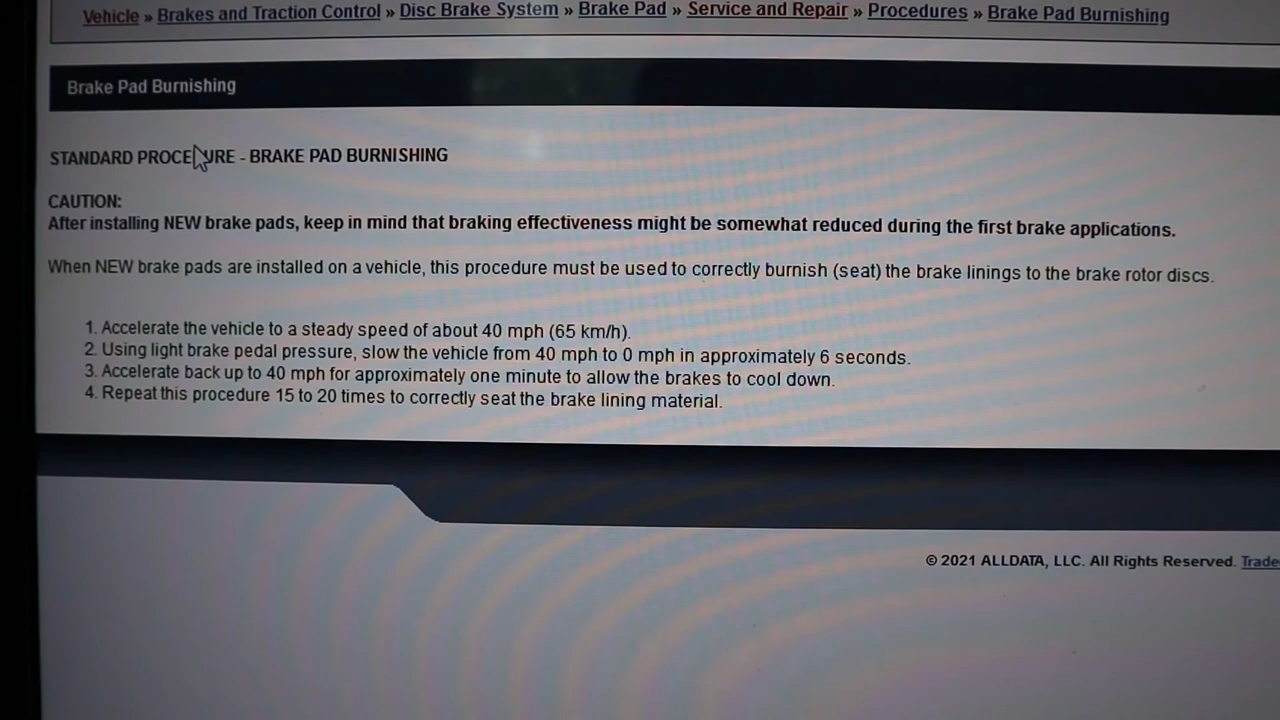 Vehicle » Brakes and Traction Control » Disc Brake System » Brake Pad » Service and Repair » Procedures » Brake Pad Burnishing
Brake Pad Burnishing
STANDARD PROCEDURE - BRAKE PAD BURNISHING
CAUTION:
After installing NEW brake pads, keep in mind that braking effectiveness might be somewhat reduced during the first brake applications.
When NEW brake pads are installed on a vehicle, this procedure must be used to correctly burnish (seat) the brake linings to the brake rotor discs.
1. Accelerate the vehicle to a steady speed of about 40 mph (65 km/h).
2. Using light brake pedal pressure, slow the vehicle from 40 mph to 0 mph in approximately 6 seconds.
3. Accelerate back up to 40 mph for approximately one minute to allow the brakes to cool down.
4. Repeat this procedure 15 to 20 times to correctly seat the brake lining material.
© 2021 ALLDATA, LLC. All Rights Reserved. Trade